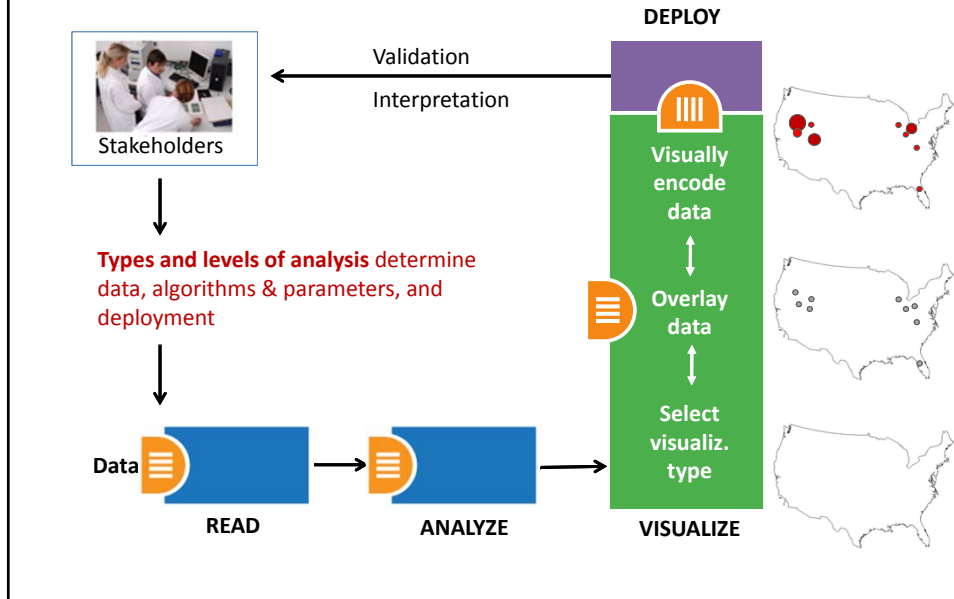 DEPLOY
Validation
Interpretation
Stakeholders
Visually
encode
data
Types and levels of analysis determine
data, algorithms & parameters, and
deployment
Overlay
data
Select
visualiz.
type
Data
READ
ANALYZE
VISUALIZE